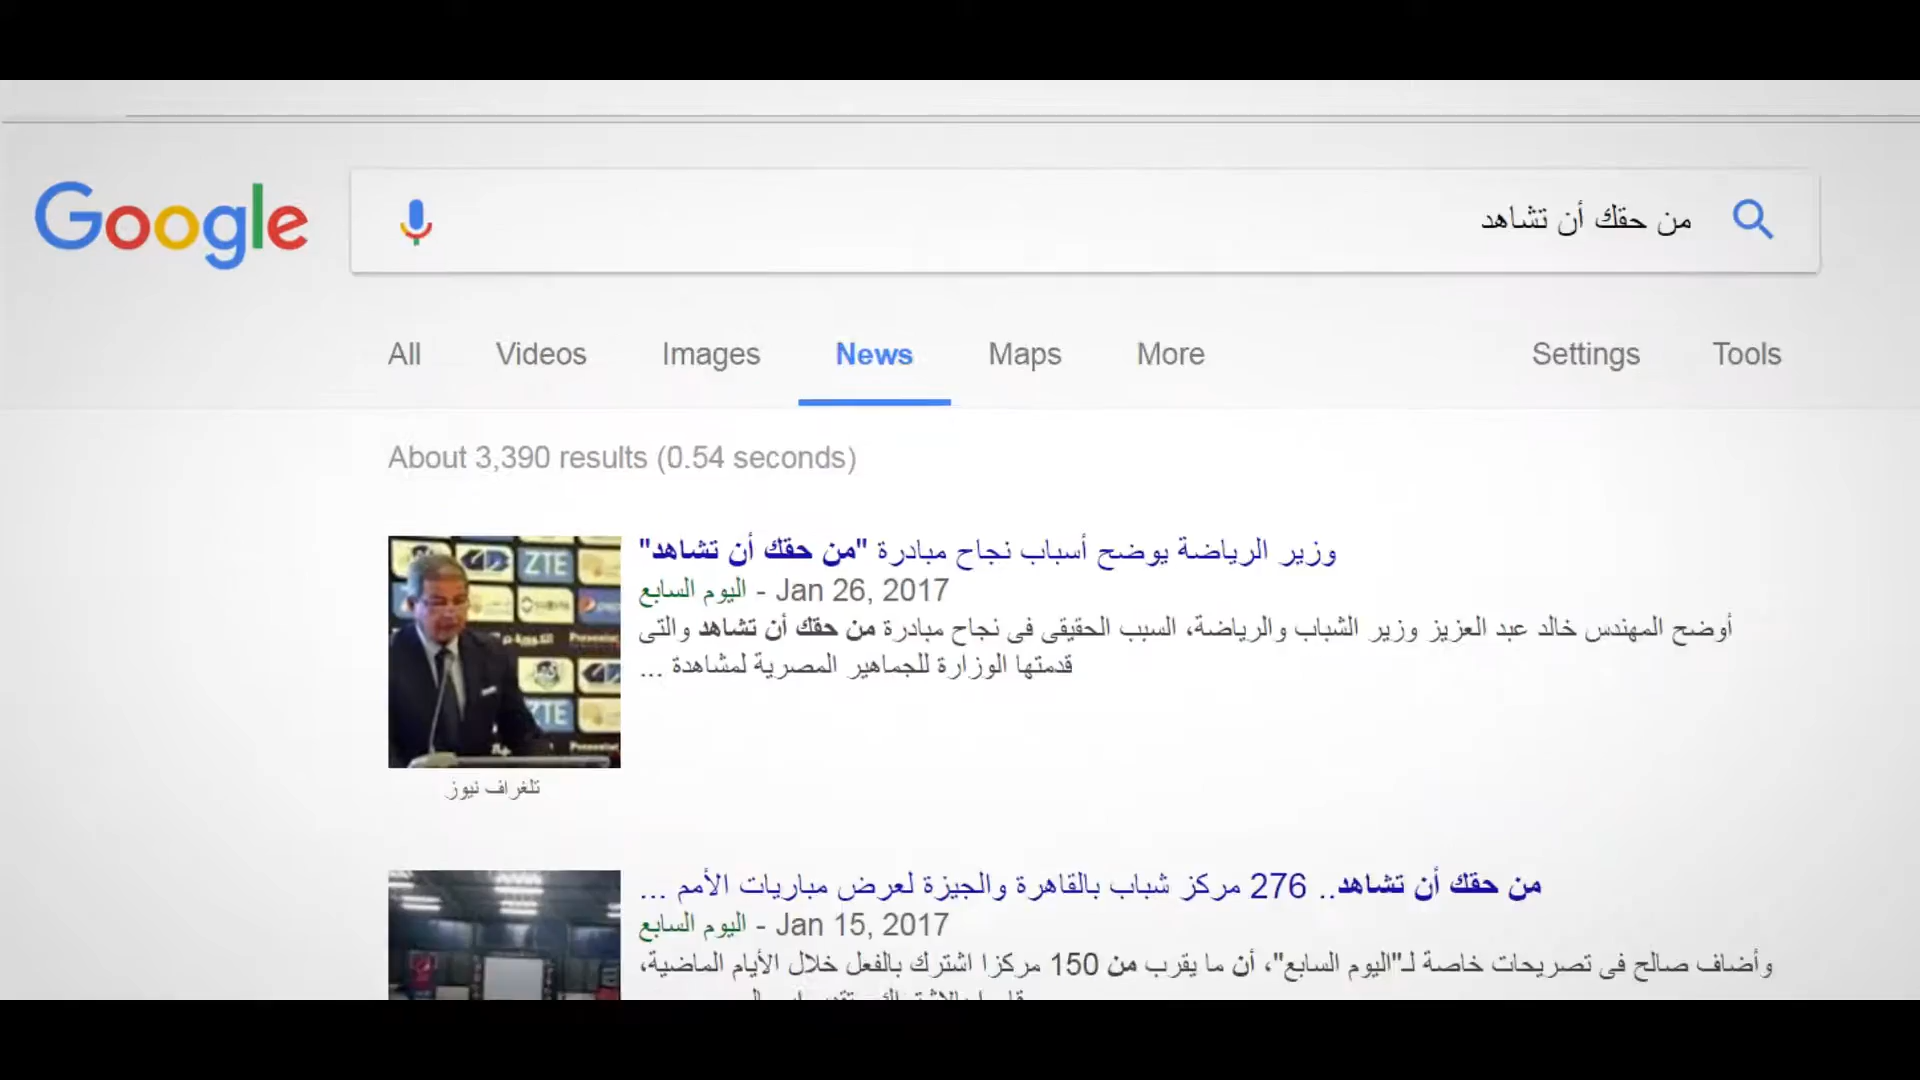 Google
من حقك أن تشاهد
All Videos Images News Maps More Settings Tools
About 3,390 results (0.54 seconds)
وزير الرياضة يوضح أسباب نجاح مبادرة "من حقك أن تشاهد"
اليوم السابع - Jan 26, 2017
أوضح المهندس خالد عبد العزيز وزير الشباب والرياضة، السبب الحقيقى فى نجاح مبادرة من حقك أن تشاهد والتى
قدمتها الوزارة للجماهير المصرية لمشاهدة ...
ZTE
ZTE
تلغراف نيوز
من حقك أن تشاهد.. 276 مركز شباب بالقاهرة والجيزة لعرض مباريات الأمم ...
اليوم السابع - Jan 15, 2017
وأضاف صالح فى تصريحات خاصة لـ"اليوم السابع"، أن ما يقرب من 150 مركزا اشترك بالفعل خلال الأيام الماضية،